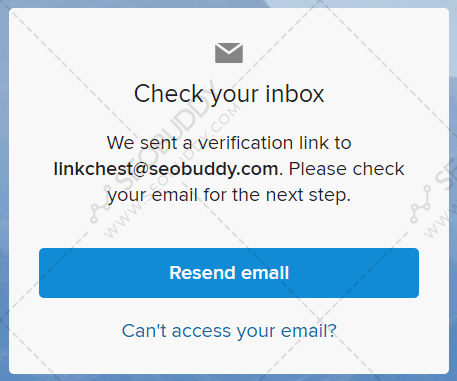 Check your inbox
We sent a verification link to
linkchest@seobuddy.com. Please check
your email for the next step.
Resend email
Can't access your email?
SEOBUDDY
WWW.SEOBUDDY.COM
SE
WWW.